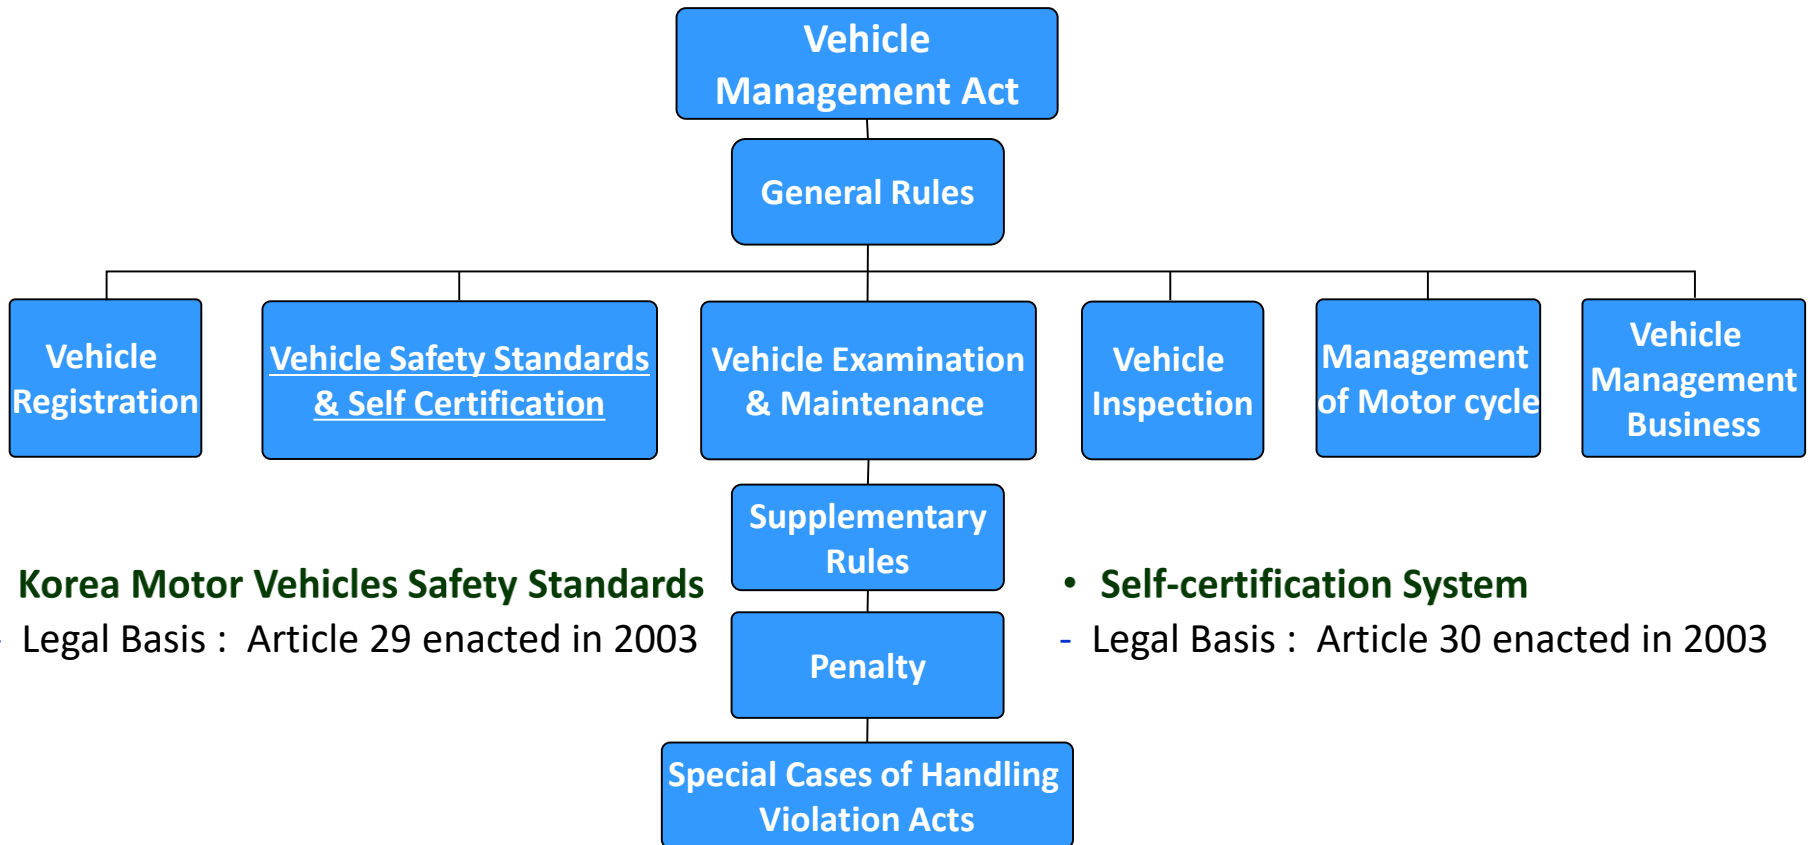 Vehicle
Management Act
General Rules
Vehicle
Registration
Vehicle Safety Standards
& Self Certification
Vehicle Examination
& Maintenance
Vehicle
Inspection
Management
of Motor cycle
Vehicle
Management
Business
Supplementary
Rules
Korea Motor Vehicles Safety Standards
- Legal Basis : Article 29 enacted in 2003
• Self-certification System
- Legal Basis : Article 30 enacted in 2003
Penalty
Special Cases of Handling
Violation Acts